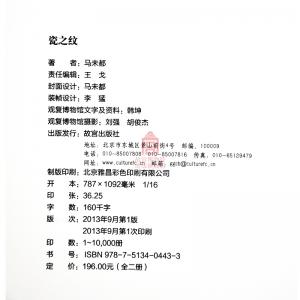 瓷之纹
著 者：马未都
责任编辑：王 戈
封面设计：马未都
装帧设计：李 猛
观复博物馆文字及资料：韩坤
观复博物馆摄影：刘强 胡俊杰
出版发行：故宫出版社
地址：北京市东城区景山前街4号 邮编：100009
电话：010-85007808 010-85007816 传真：010-65129479
网址：www.culturefc.cn 邮箱：ggcb@culturefc.cn
制版印刷：北京雅昌彩色印刷有限公司
开 本：787×1092毫米 1/16
印 张：36.25
字 数：160千字
版 次：2013年9月第1版
2013年9月第1次印刷
印 数：1~10,000册
书 号：ISBN 978-7-5134-0443-3
定 价：196.00元（全二册）